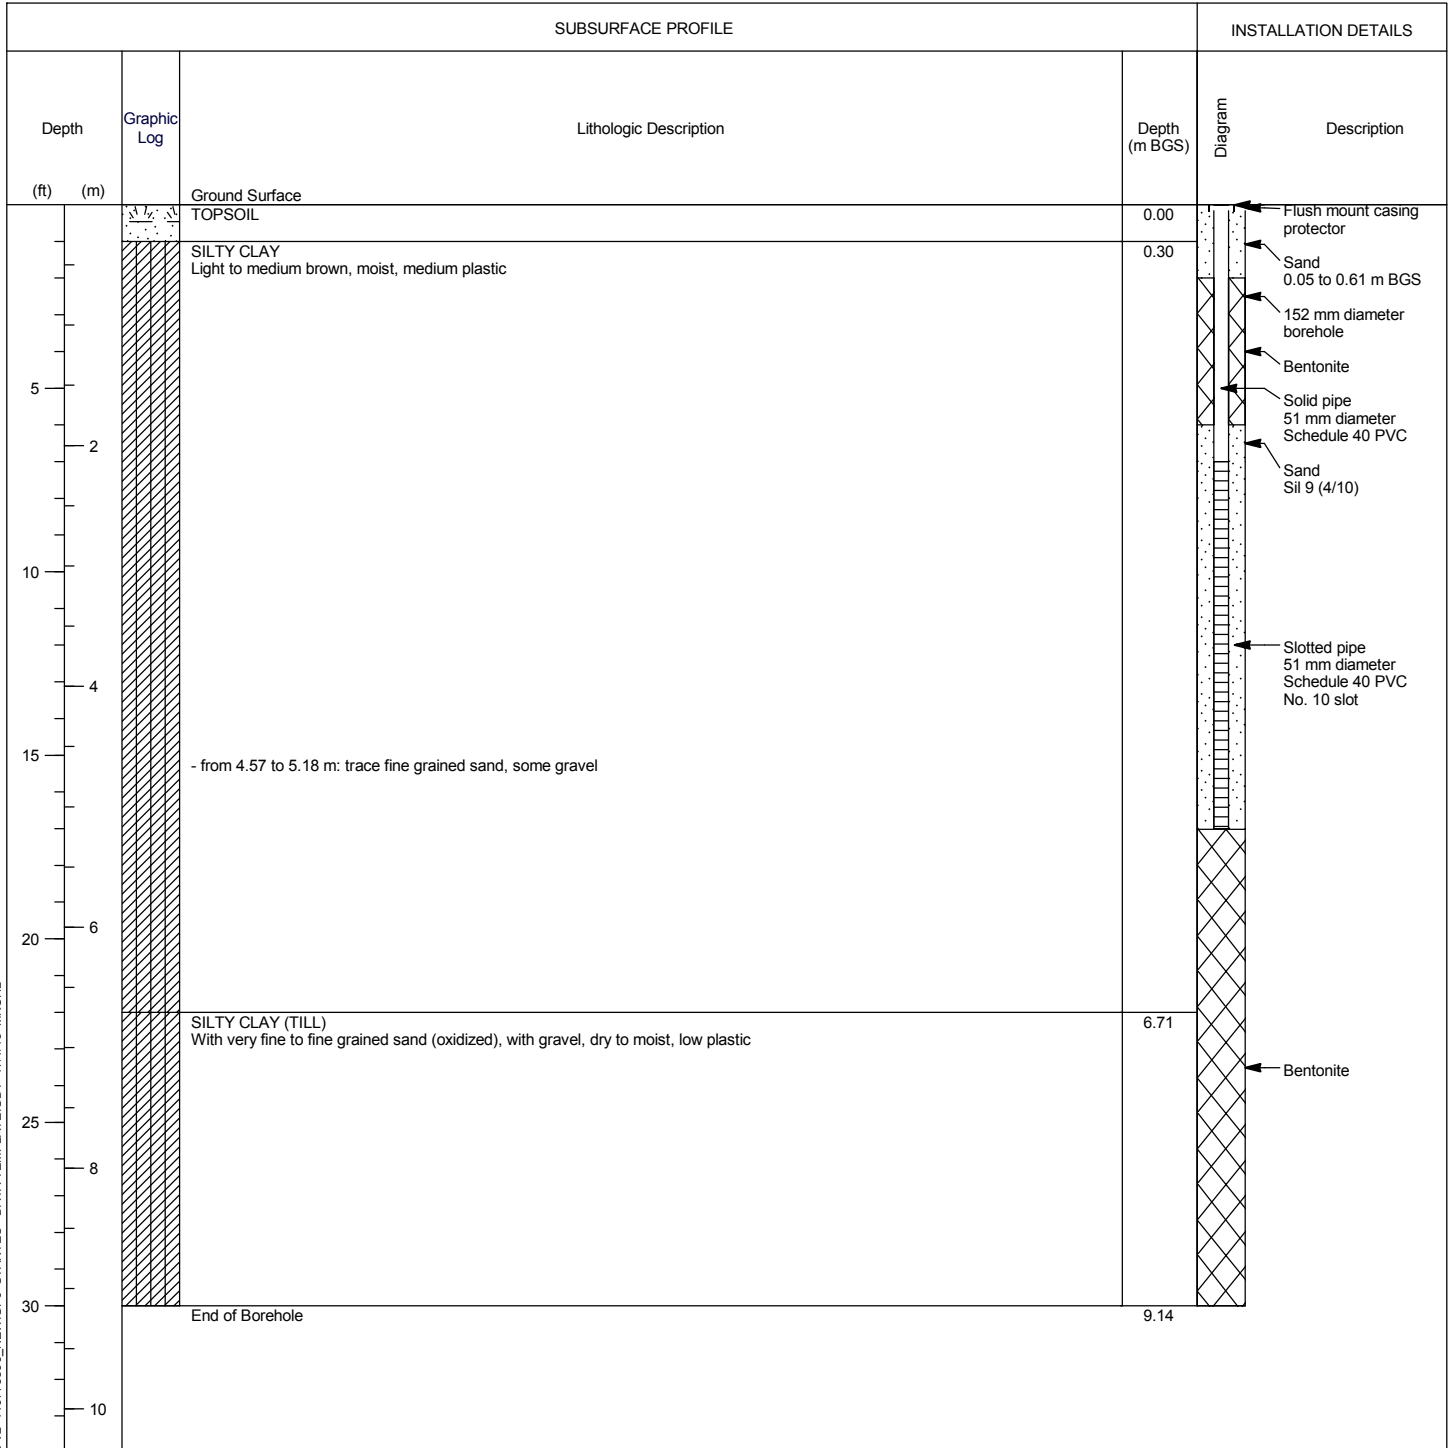 SUBSURFACE PROFILE
INSTALLATION DETAILS
Depth
Graphic
Log
Lithologic Description
Depth
(m BGS)
Diagram
Description
(ft)
(m)
Ground Surface
TOPSOIL
0.00
Flush mount casing
protector
SILTY CLAY
0.30
Light to medium brown, moist, medium plastic
Sand
0.05 to 0.61 m BGS
152 mm diameter
borehole
Bentonite
5
Solid pipe
51 mm diameter
Schedule 40 PVC
2
Sand
Sil 9 (4/10)
10
Slotted pipe
51 mm diameter
Schedule 40 PVC
No. 10 slot
4
15
- from 4.57 to 5.18 m: trace fine grained sand, some gravel
6
20
SILTY CLAY (TILL)
6.71
With very fine to fine grained sand (oxidized), with gravel, dry to moist, low plastic
Bentonite
25
8
30
End of Borehole
9.14
10